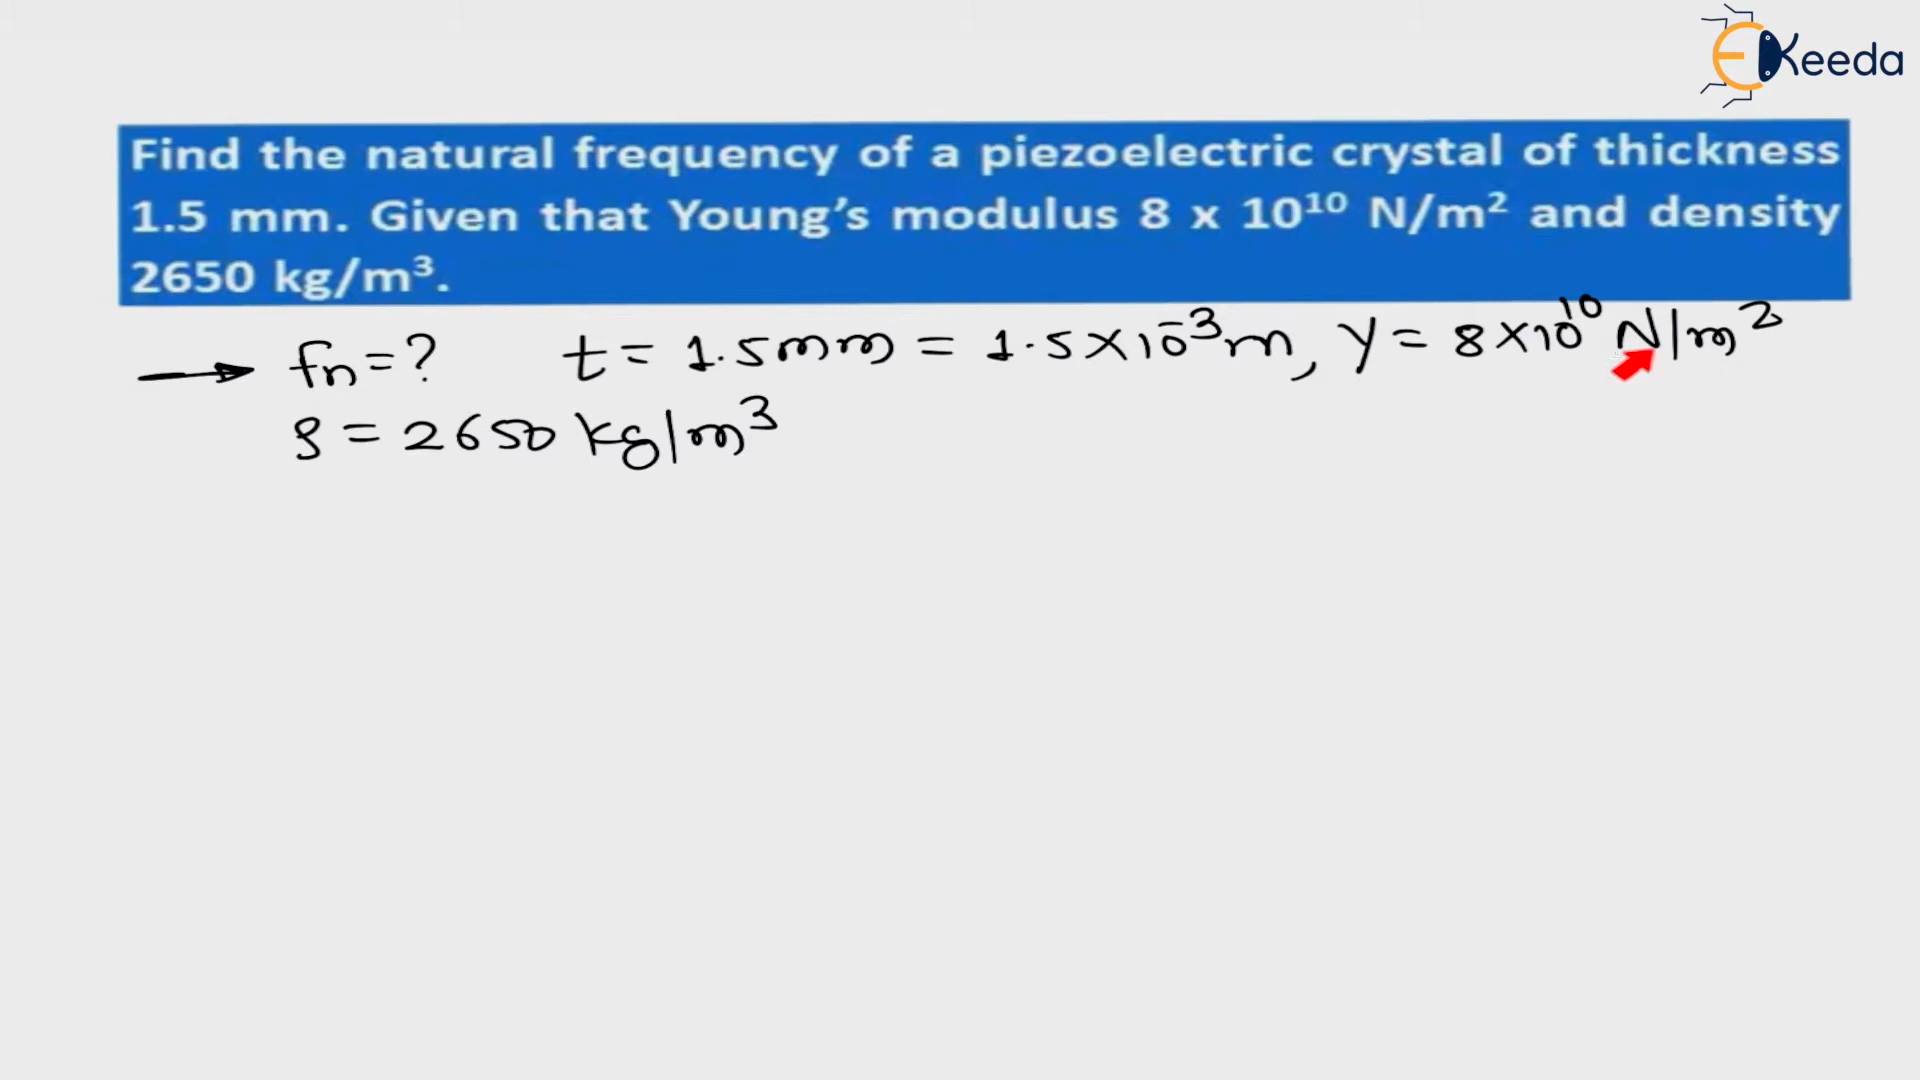 EKeeda
Find the natural frequency of a piezoelectric crystal of thickness
1.5 mm. Given that Young’s modulus 8 x 10¹⁰ N/m² and density
2650 kg/m³.
fn = ? t = 1.5mm = 1.5×10⁻³m, Y = 8×10¹⁰ N/m²
ρ = 2650 kg/m³